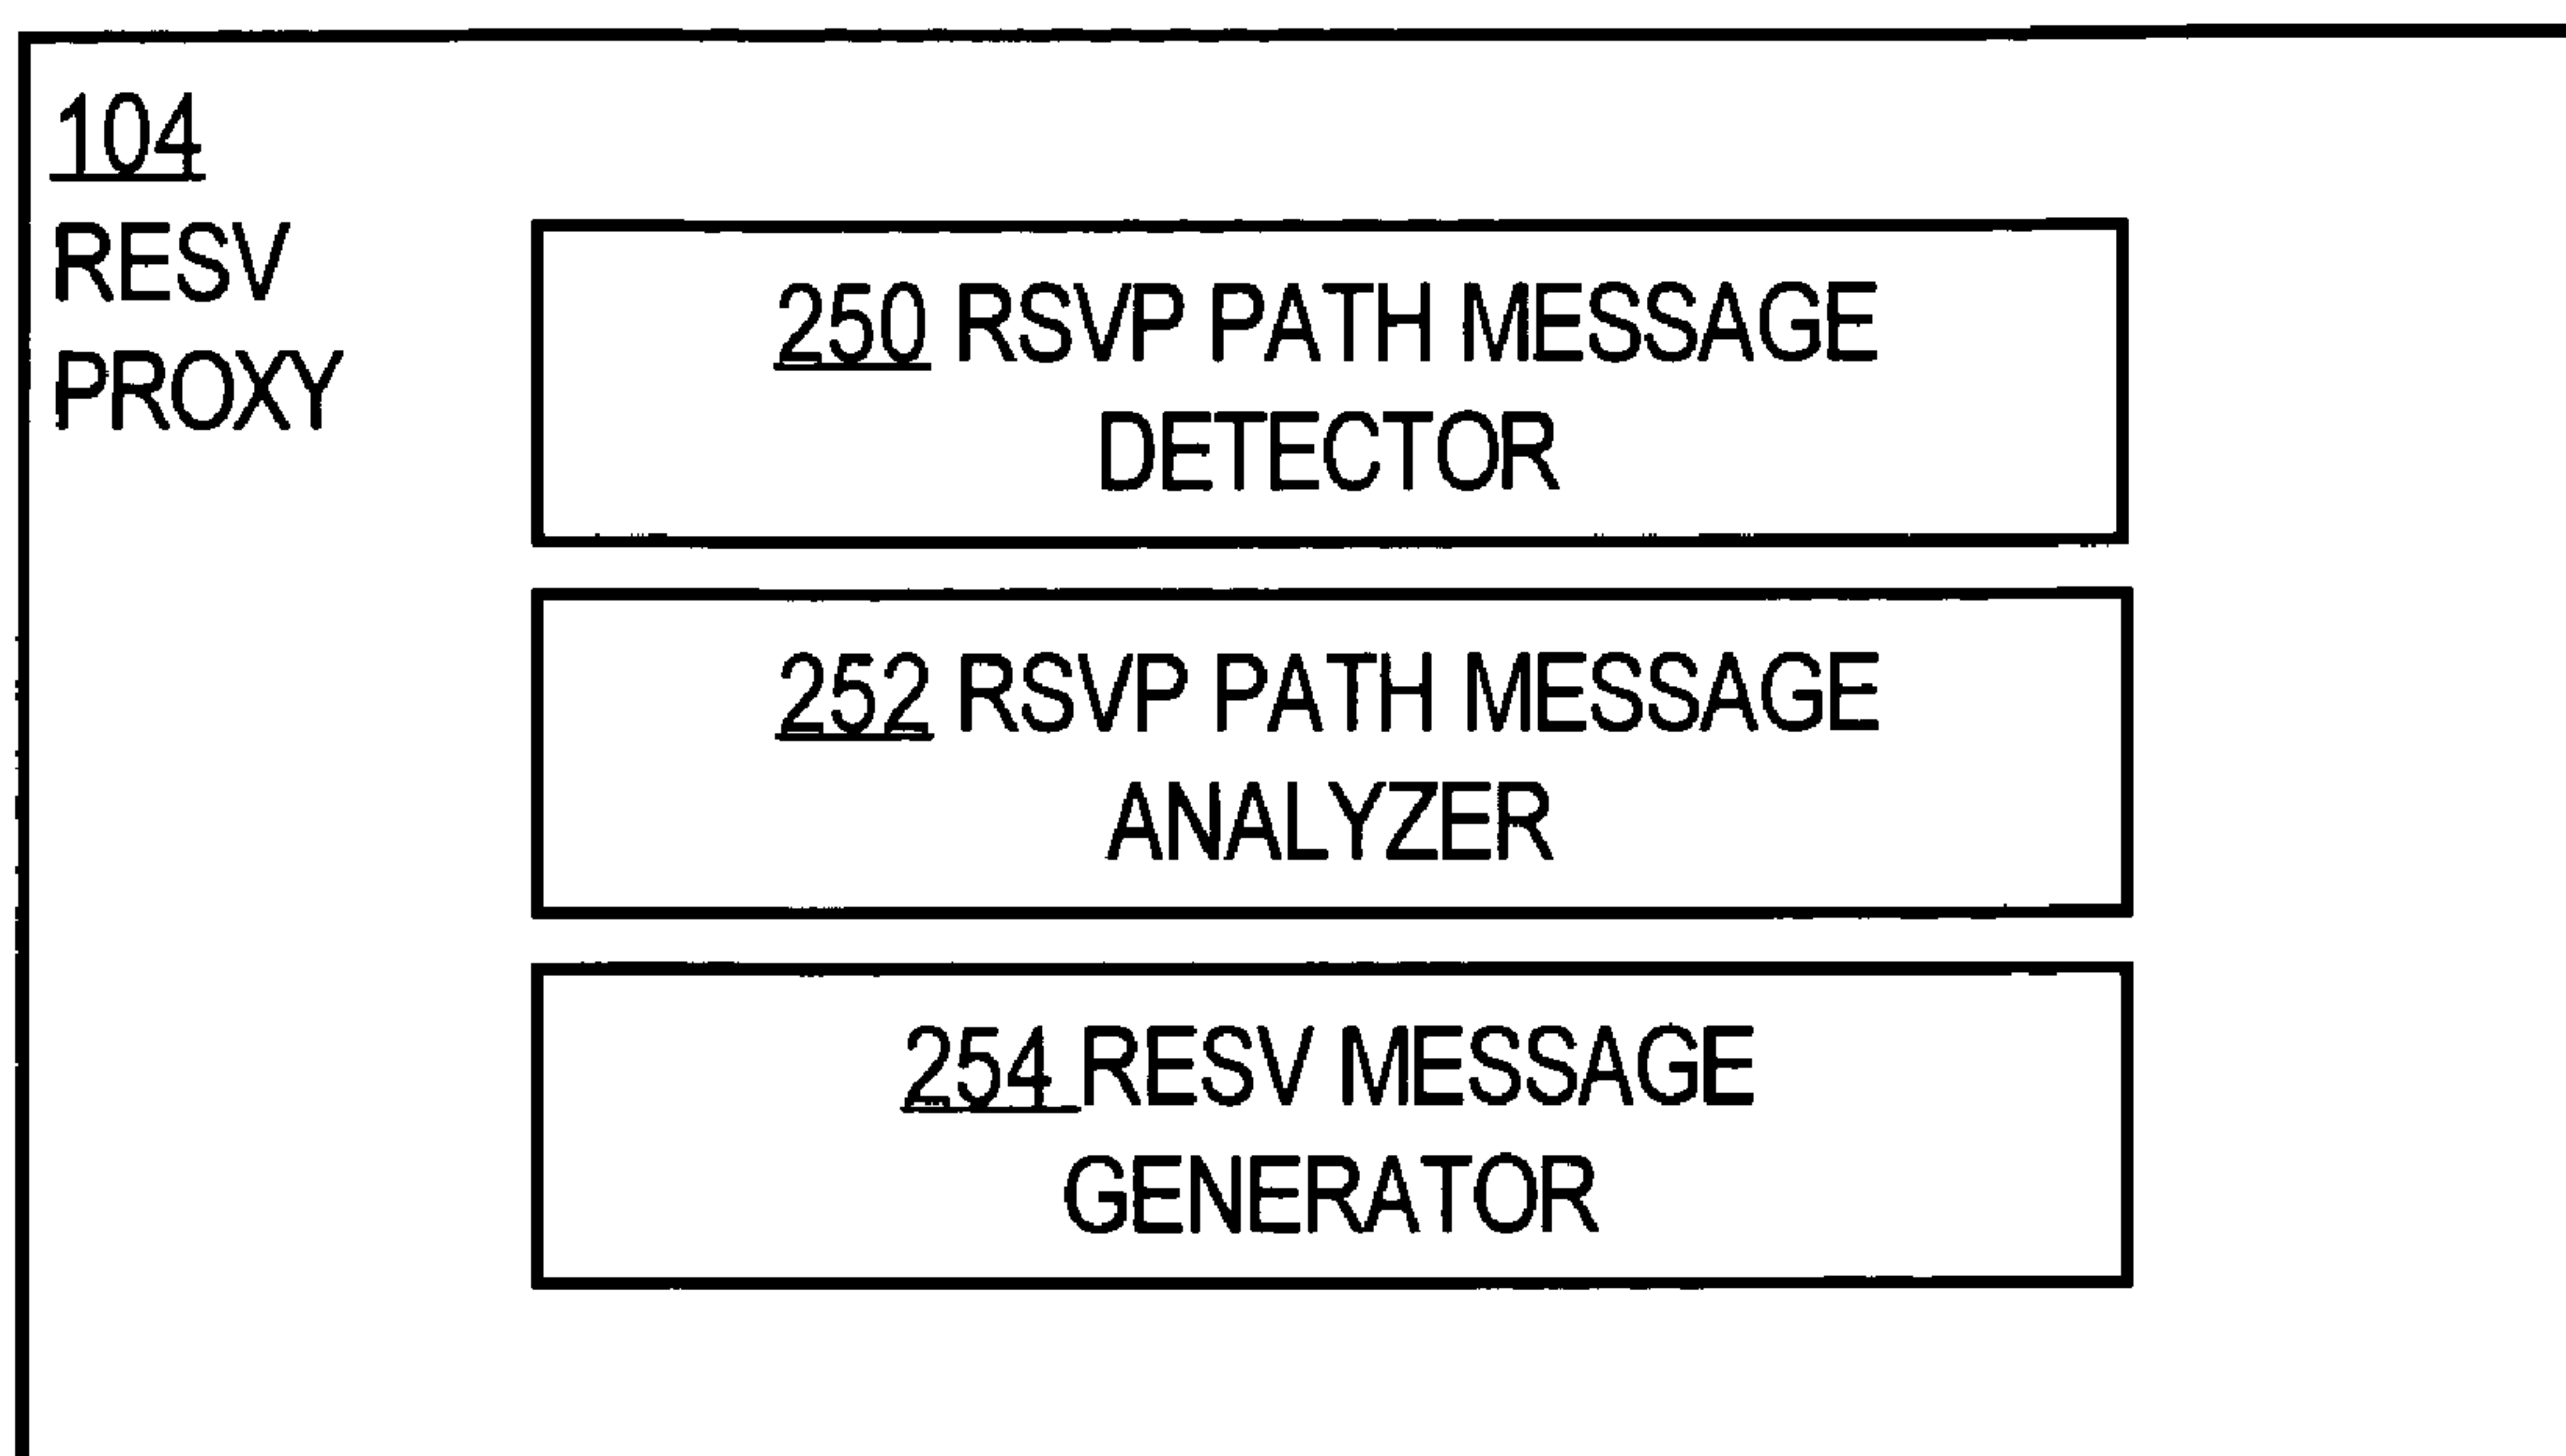 104
RESV
PROXY
250 RSVP PATH MESSAGE
DETECTOR
252 RSVP PATH MESSAGE
ANALYZER
254 RESV MESSAGE
GENERATOR